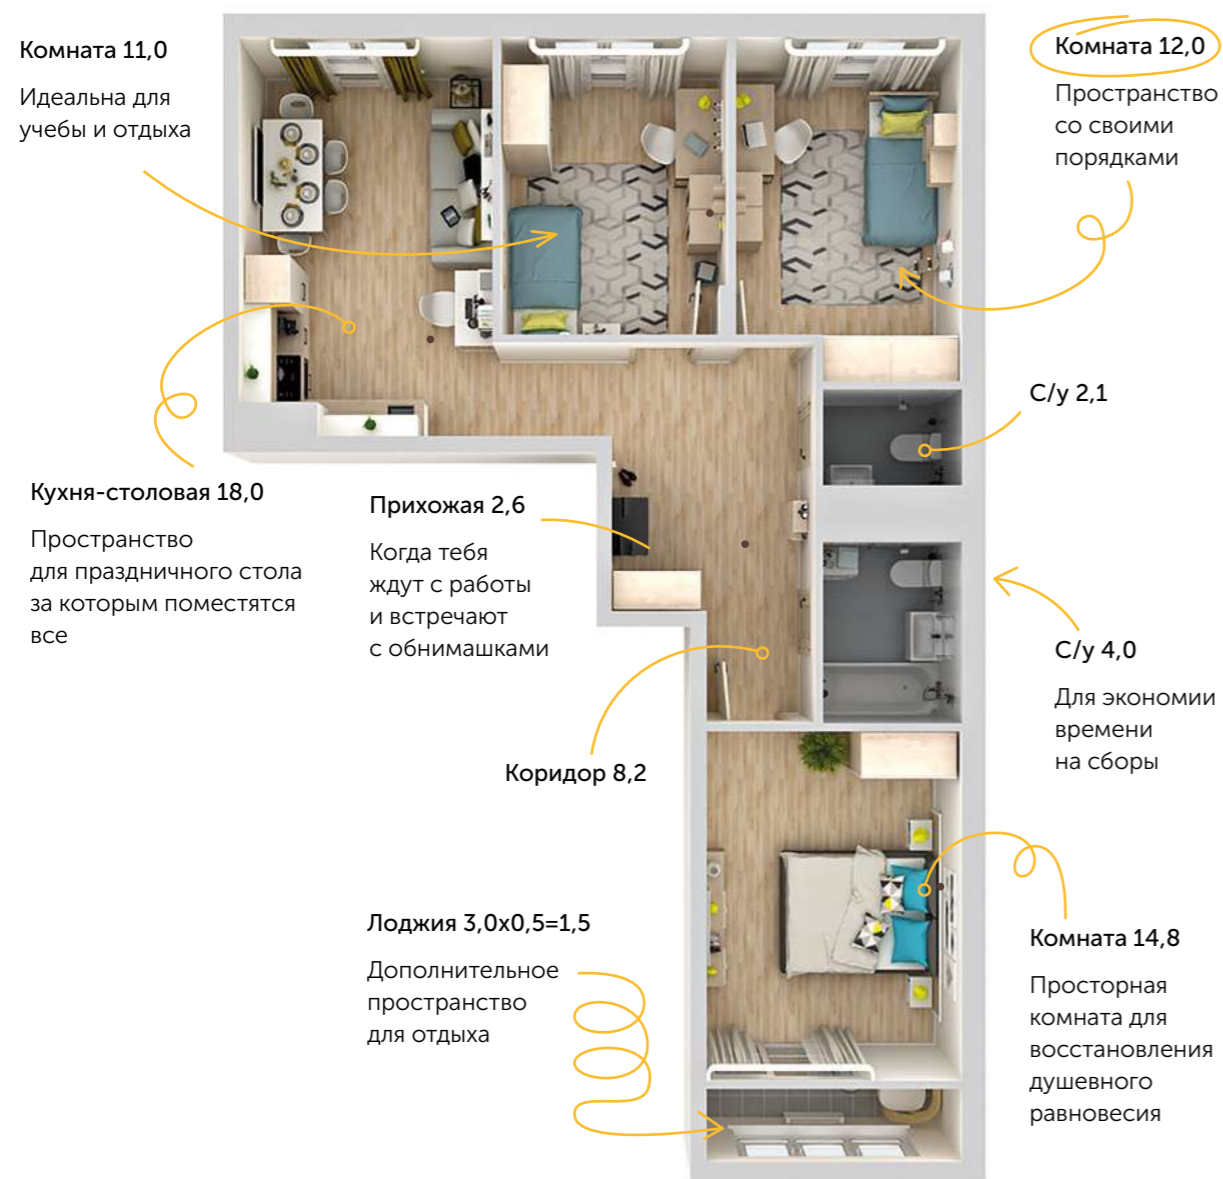 Комната 11,0
Идеальна для
учебы и отдыха
Комната 12,0
Пространство
со своими
порядками
С/у 2,1
Кухня-столовая 18,0
Пространство
для праздничного стола
за которым поместятся
все
Прихожая 2,6
Когда тебя
ждут с работы
и встречают
с обнимашками
С/у 4,0
Для экономии
времени
на сборы
Коридор 8,2
Лоджия 3,0х0,5=1,5
Дополнительное
пространство
для отдыха
Комната 14,8
Просторная
комната для
восстановления
душевного
равновесия